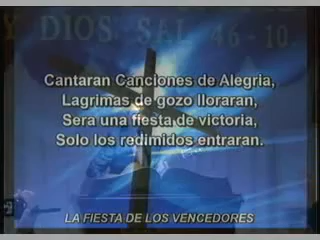 Y DIOS. SAL 46-10.
Cantaran Canciones de Alegria,
Lagrimas de gozo lloraran,
Sera una fiesta de victoria,
Solo los redimidos entraran.
LA FIESTA DE LOS VENCEDORES